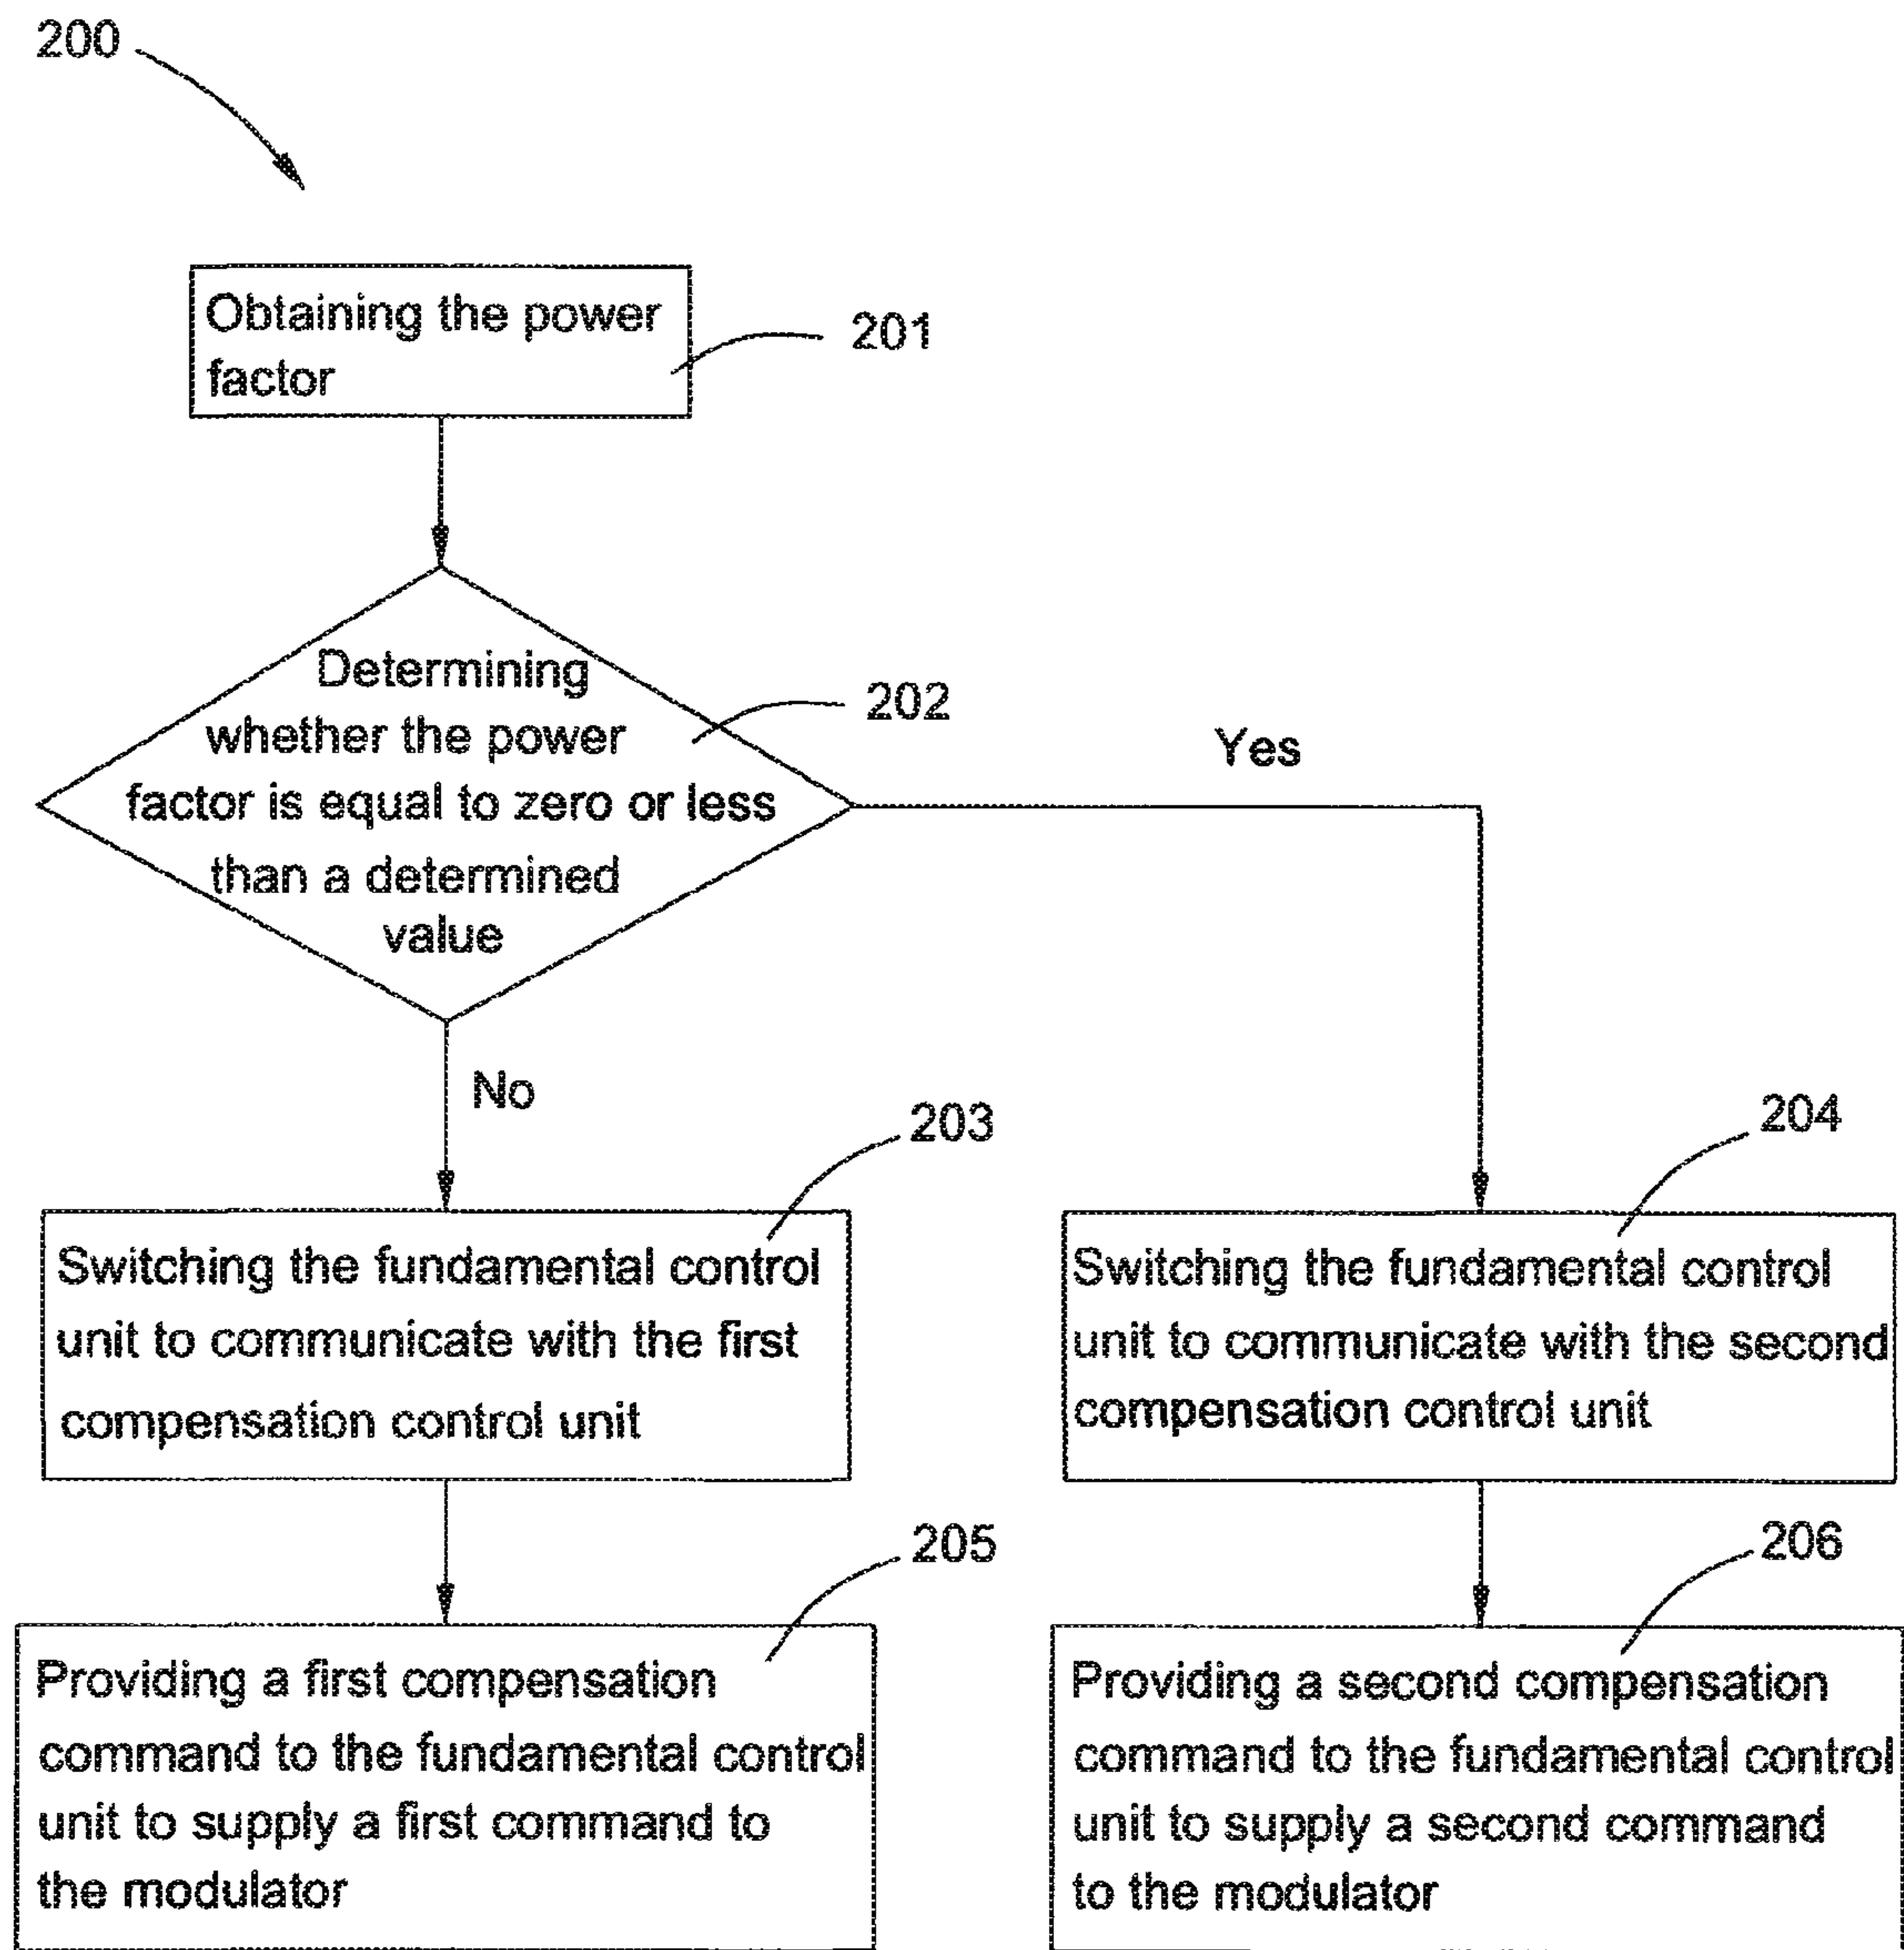 200
Obtaining the power
factor
201
Determining
whether the power
factor is equal to zero or less
than a determined
value
202
Yes
No
203
Switching the fundamental control
unit to communicate with the first
compensation control unit
204
Switching the fundamental control
unit to communicate with the second
compensation control unit
205
Providing a first compensation
command to the fundamental control
unit to supply a first command to
the modulator
206
Providing a second compensation
command to the fundamental control
unit to supply a second command
to the modulator